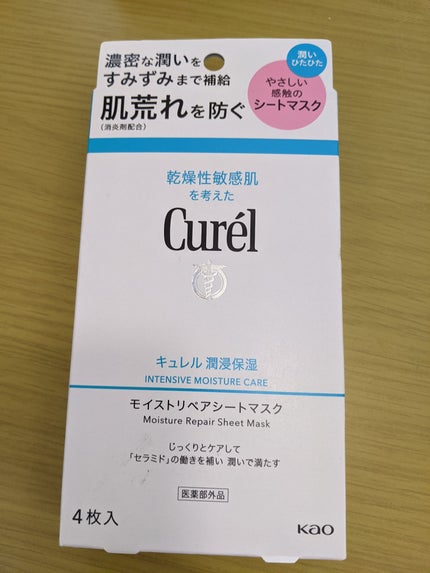 濃密な潤いを
すみずみまで補給
肌荒れを防ぐ
(消炎剤配合)
潤い
ひたひた
やさしい
感触の
シートマスク
乾燥性敏感肌
を考えた
Curél
キュレル 潤浸保湿
INTENSIVE MOISTURE CARE
モイストリペアシートマスク
Moisture Repair Sheet Mask
じっくりとケアして
「セラミド」の働きを補い 潤いで満たす
医薬部外品
4枚入
Kao